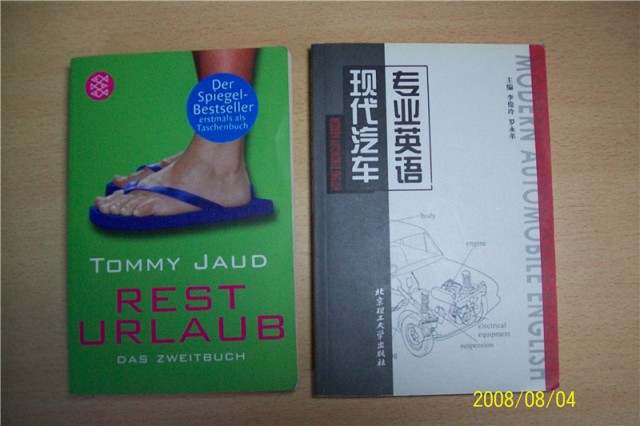 Der
Spiegel-
Bestseller
erstmals als
Taschenbuch
TOMMY JAUD
REST
URLAUB
DAS ZWEITBUCH
现代汽车
专业英语
MODERN AUTOMOBILE ENGLISH
body
engine
electrical
equipment
suspension
北京理工大学出版社
2008/08/04